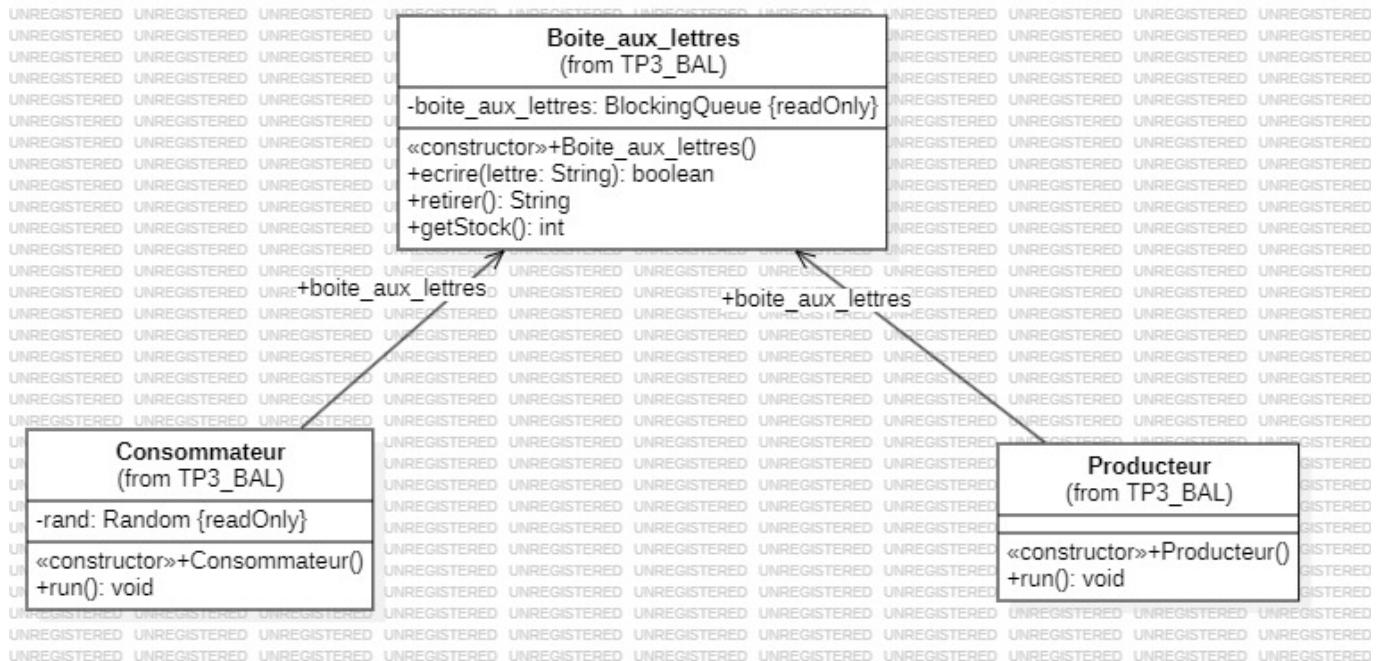 Boite_aux_lettres
(from TP3_BAL)
-boite_aux_lettres: BlockingQueue {readOnly}
«constructor»+Boite_aux_lettres()
+ecrire(lettre: String): boolean
+retirer(): String
+getStock(): int
+boite_aux_lettres
+boite_aux_lettres
Consommateur
(from TP3_BAL)
-rand: Random {readOnly}
«constructor»+Consommateur()
+run(): void
Producteur
(from TP3_BAL)
«constructor»+Producteur()
+run(): void
UNREGISTERED